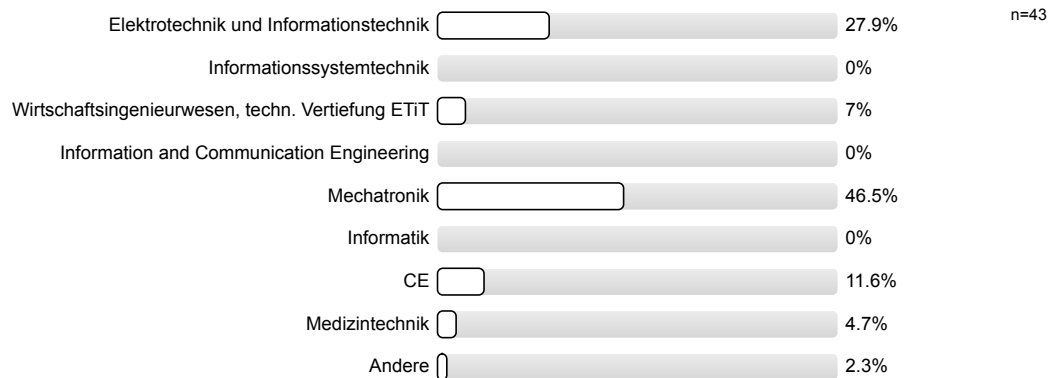 n=43
Elektrotechnik und Informationstechnik 27.9%
Informationssystemtechnik 0%
Wirtschaftsingenieurwesen, techn. Vertiefung ETiT 7%
Information and Communication Engineering 0%
Mechatronik 46.5%
Informatik 0%
CE 11.6%
Medizintechnik 4.7%
Andere 2.3%